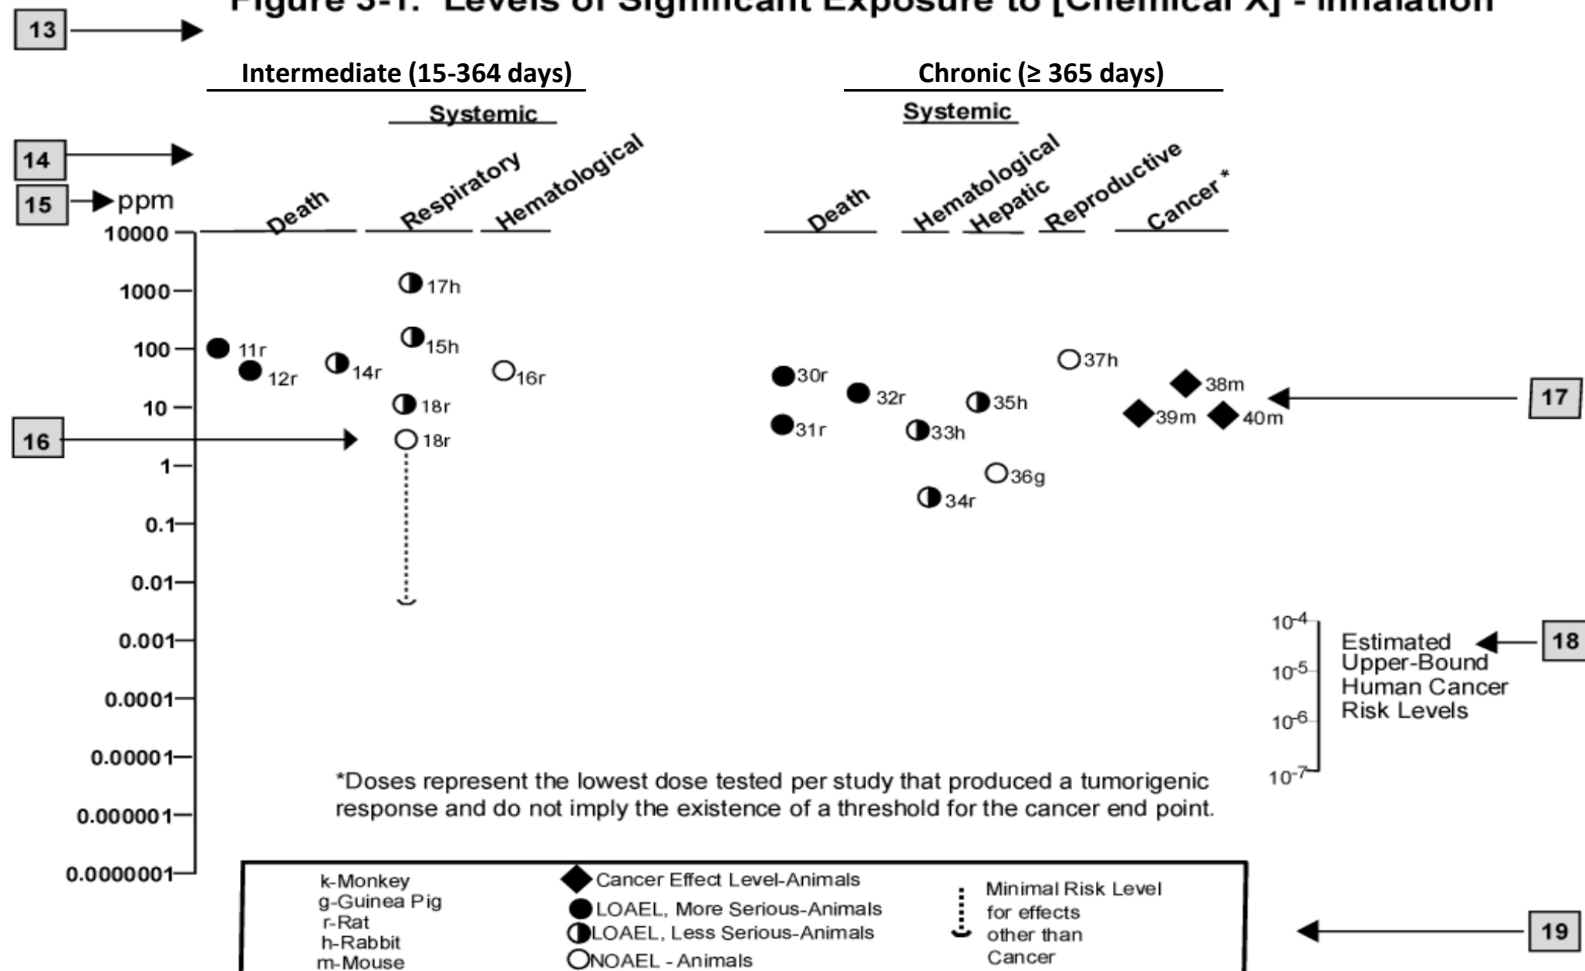 Figure 3-1. Levels of Significant Exposure to [Chemical X] - Inhalation
13
Intermediate (15-364 days)
Chronic (≥ 365 days)
Systemic
Systemic
14
15
ppm
Death
Respiratory
Hematological
Death
Hematological
Hepatic
Reproductive
Cancer*
10000
1000
17h
100
11r
12r
14r
15h
16r
30r
32r
37h
38m
17
10
18r
31r
33h
35h
39m
40m
16
18r
1
36g
34r
0.1
0.01
0.001
0.0001
0.00001
0.000001
0.0000001
10-4
10-5
10-6
10-7
Estimated
Upper-Bound
Human Cancer
Risk Levels
18
*Doses represent the lowest dose tested per study that produced a tumorigenic
response and do not imply the existence of a threshold for the cancer end point.
k-Monkey
g-Guinea Pig
r-Rat
h-Rabbit
m-Mouse
Cancer Effect Level-Animals
LOAEL, More Serious-Animals
LOAEL, Less Serious-Animals
NOAEL - Animals
Minimal Risk Level
for effects
other than
Cancer
19